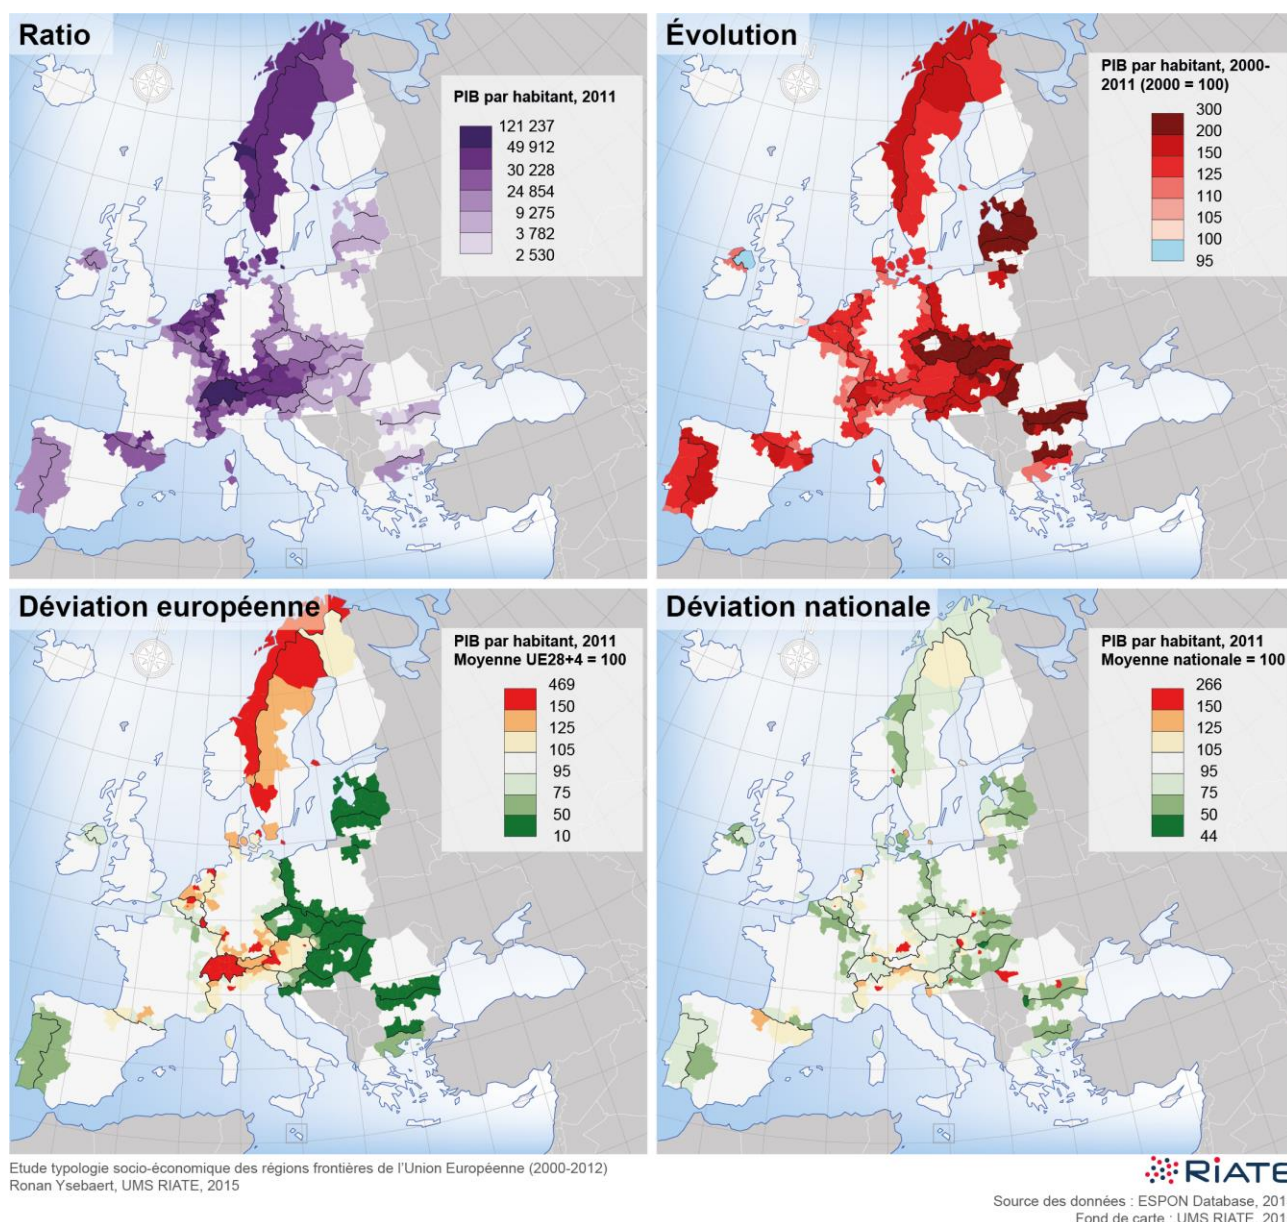 Ratio
PIB par habitant, 2011
121 237
49 912
30 228
24 854
9 275
3 782
2 530
N
Évolution
PIB par habitant, 2000-
2011 (2000 = 100)
300
200
150
125
110
105
100
95
N
Déviation européenne
PIB par habitant, 2011
Moyenne UE28+4 = 100
469
150
125
105
95
75
50
10
N
Déviation nationale
PIB par habitant, 2011
Moyenne nationale = 100
266
150
125
105
95
75
50
44
N
Etude typologie socio-économique des régions frontières de l'Union Européenne (2000-2012)
Ronan Ysebaert, UMS RIATE, 2015
RIATE
Source des données : ESPON Database, 201
Fond de carte : UMS RIATE, 201